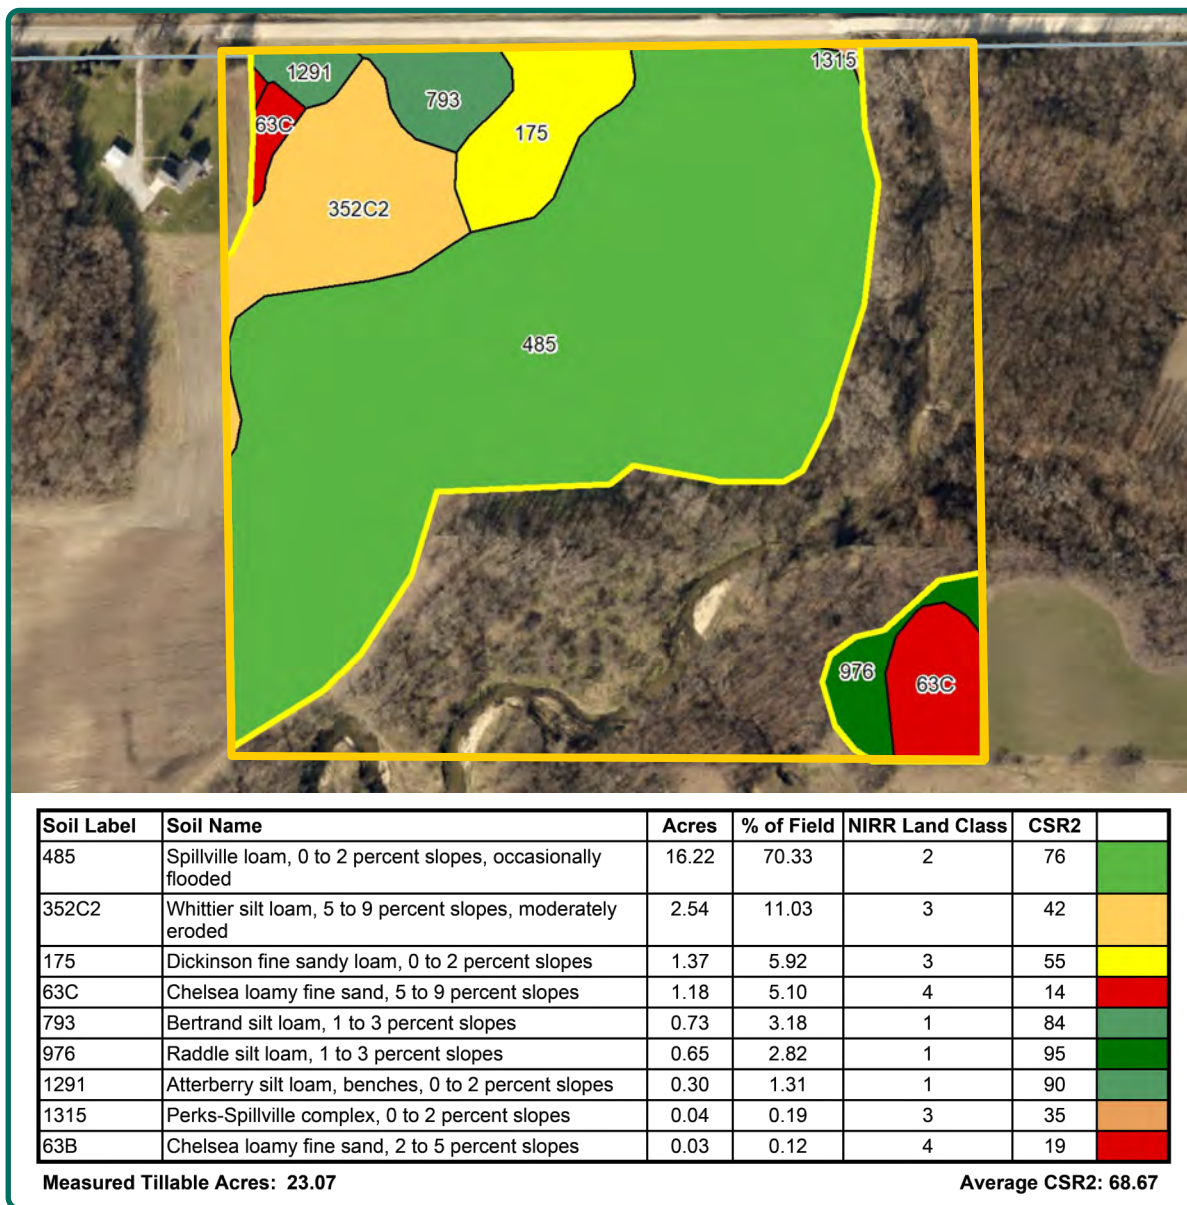 1291
1315
793
63C
175
352C2
485
976
63C
Soil Label Soil Name Acres % of Field NIRR Land Class CSR2
485 Spillville loam, 0 to 2 percent slopes, occasionally 16.22 70.33 2 76
flooded
352C2 Whittier silt loam, 5 to 9 percent slopes, moderately 2.54 11.03 3 42
eroded
175 Dickinson fine sandy loam, 0 to 2 percent slopes 1.37 5.92 3 55
63C Chelsea loamy fine sand, 5 to 9 percent slopes 1.18 5.10 4 14
793 Bertrand silt loam, 1 to 3 percent slopes 0.73 3.18 1 84
976 Raddle silt loam, 1 to 3 percent slopes 0.65 2.82 1 95
1291 Atterberry silt loam, benches, 0 to 2 percent slopes 0.30 1.31 1 90
1315 Perks-Spillville complex, 0 to 2 percent slopes 0.04 0.19 3 35
63B Chelsea loamy fine sand, 2 to 5 percent slopes 0.03 0.12 4 19
Measured Tillable Acres: 23.07 Average CSR2: 68.67